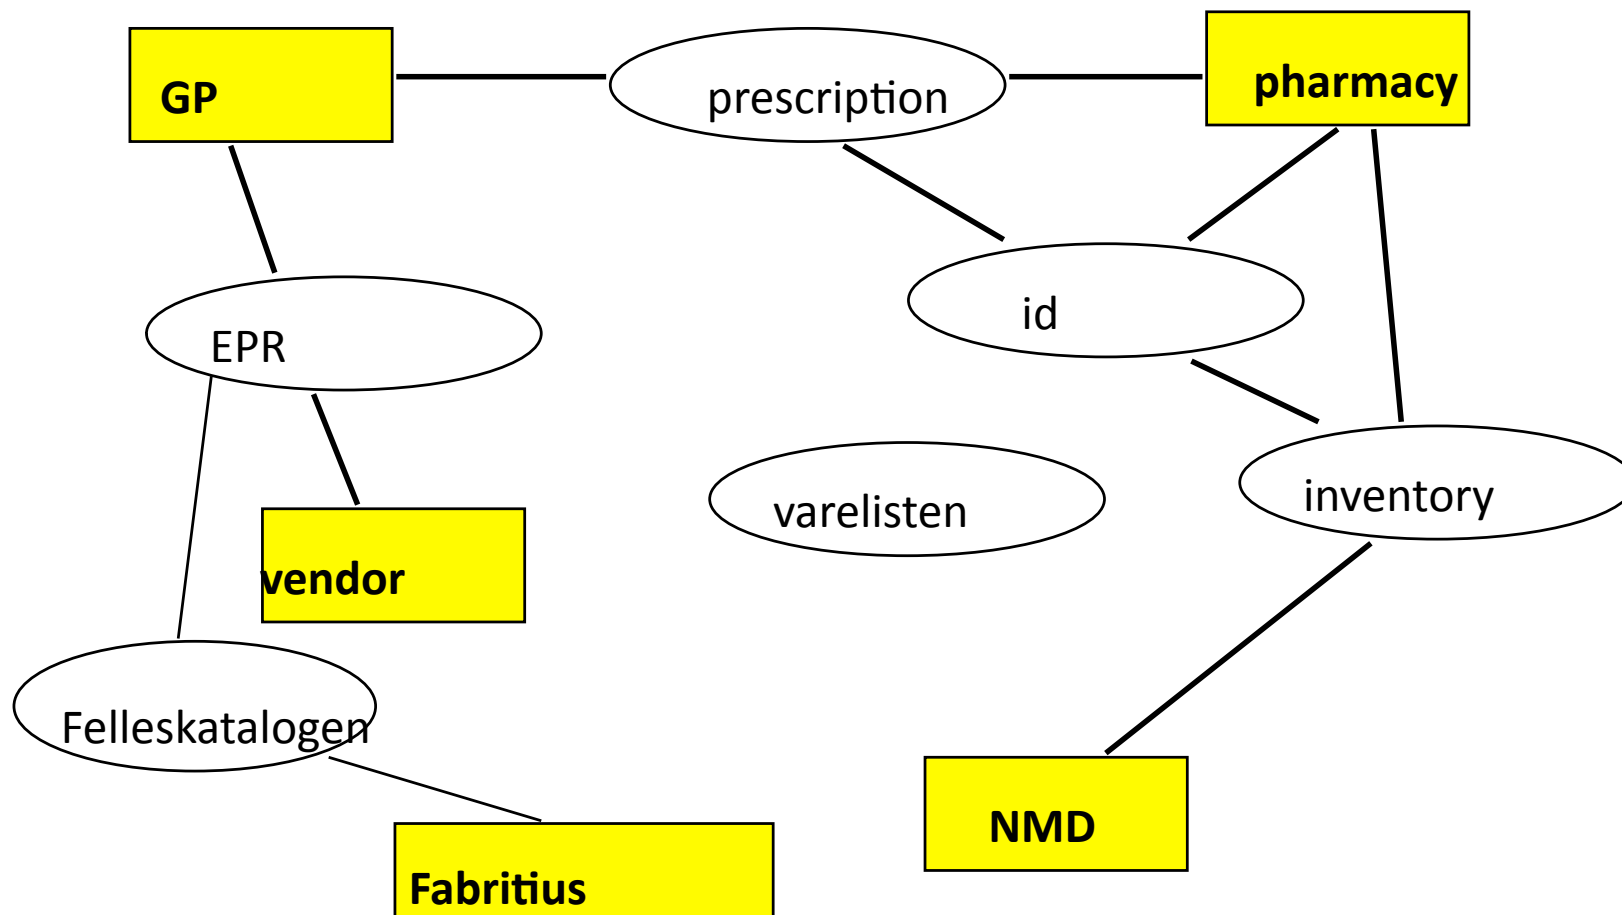 GP
prescription
pharmacy
id
EPR
inventory
varelisten
vendor
Felleskatalogen
NMD
Fabritius